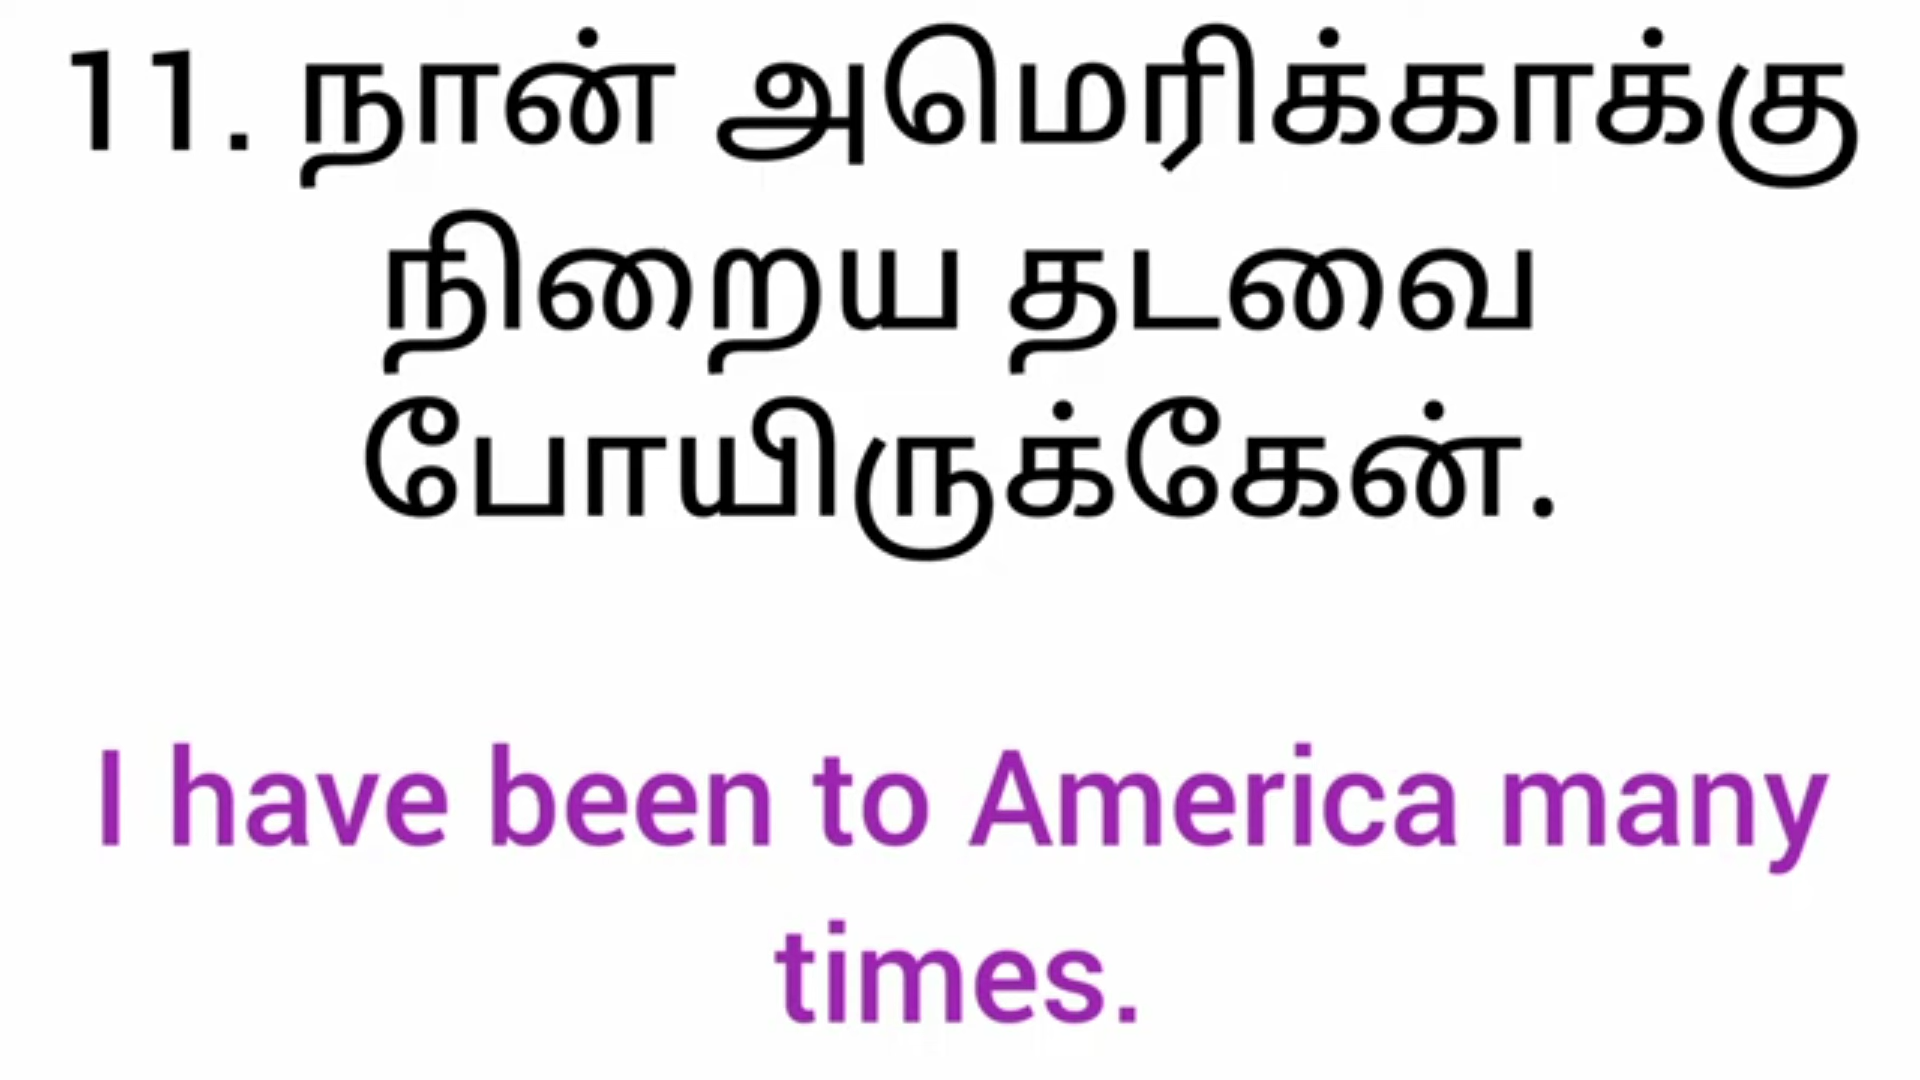 11. நான் அமெரிக்காக்கு
நிறைய தடவை
போயிருக்கேன்.
I have been to America many
times.